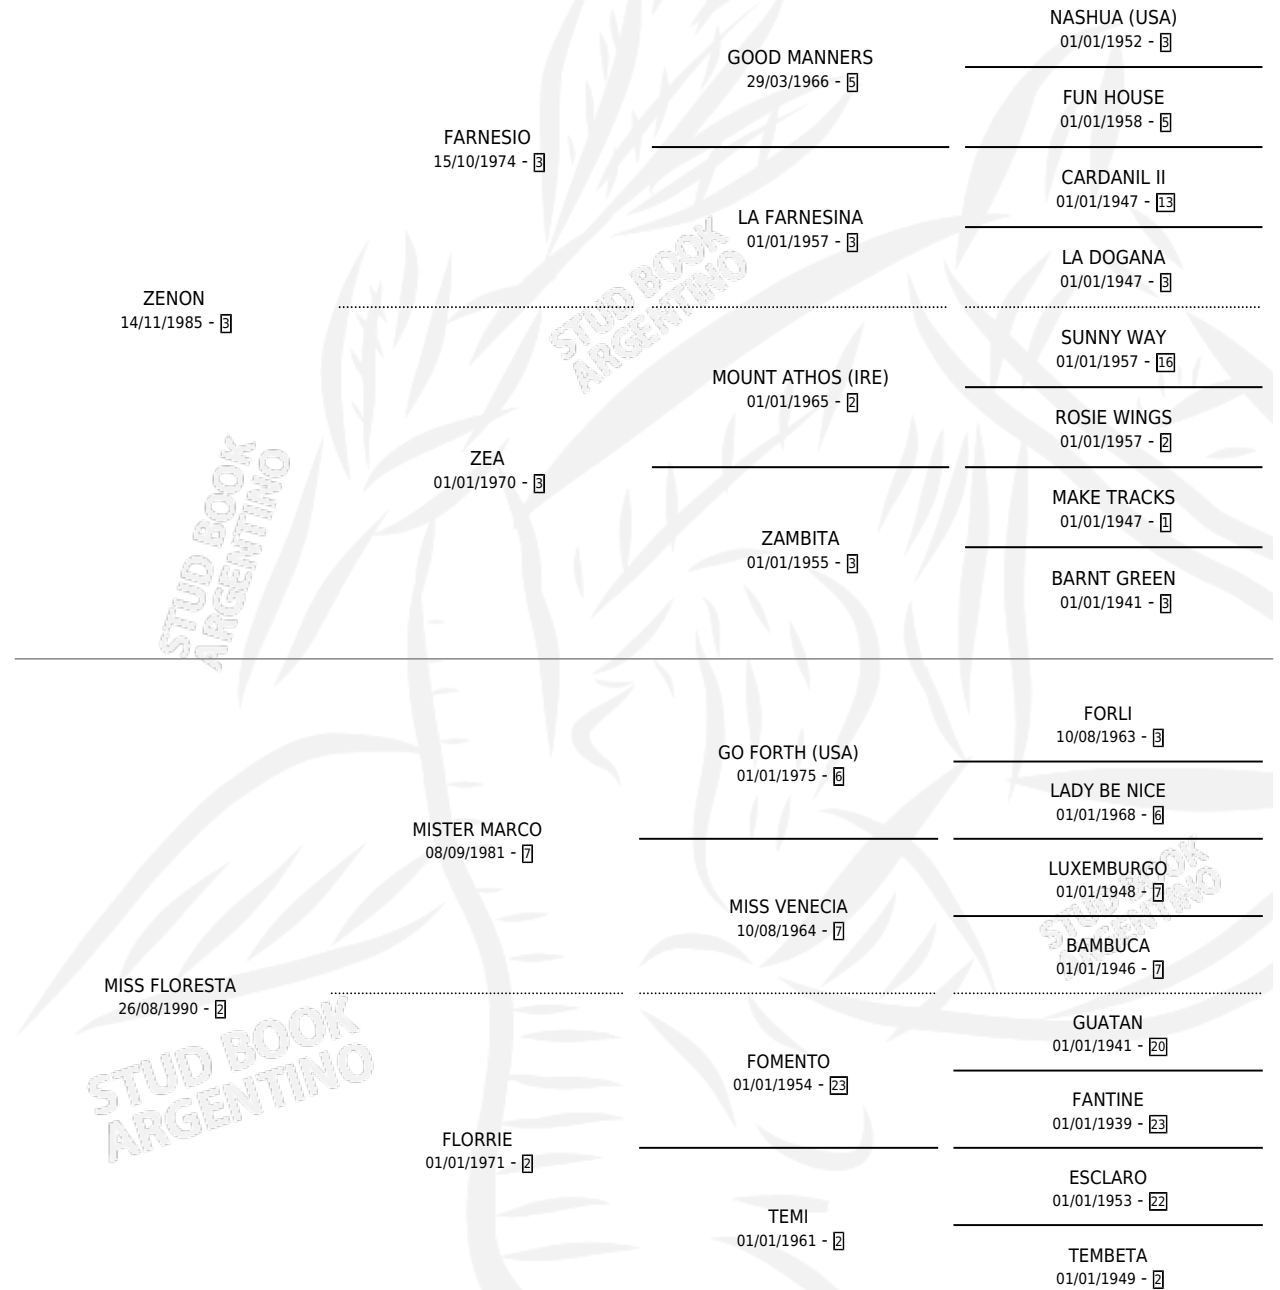 NASHUA (USA)
01/01/1952 - 3
GOOD MANNERS
29/03/1966 - 5
FUN HOUSE
01/01/1958 - 5
FARNESIO
15/10/1974 - 3
CARDANIL II
01/01/1947 - 13
LA FARNESINA
01/01/1957 - 3
LA DOGANA
01/01/1947 - 3
ZENON
14/11/1985 - 3
SUNNY WAY
01/01/1957 - 16
MOUNT ATHOS (IRE)
01/01/1965 - 2
ROSIE WINGS
01/01/1957 - 2
ZEA
01/01/1970 - 3
MAKE TRACKS
01/01/1947 - 1
ZAMBITA
01/01/1955 - 3
BARNT GREEN
01/01/1941 - 3
STUD BOOK
ARGENTINO
STUD BOOK
ARGENTINO
FORLI
10/08/1963 - 3
GO FORTH (USA)
01/01/1975 - 6
LADY BE NICE
01/01/1968 - 6
MISTER MARCO
08/09/1981 - 7
LUXEMBURGO
01/01/1948 - 7
MISS VENECIA
10/08/1964 - 7
BAMBUCA
01/01/1946 - 7
MISS FLORESTA
26/08/1990 - 2
GUATAN
01/01/1941 - 20
FOMENTO
01/01/1954 - 23
FANTINE
01/01/1939 - 23
FLORRIE
01/01/1971 - 2
ESCLARO
01/01/1953 - 22
TEMI
01/01/1961 - 2
TEMBETA
01/01/1949 - 2
STUD BOOK
ARGENTINO
STUD BOOK
ARGENTINO